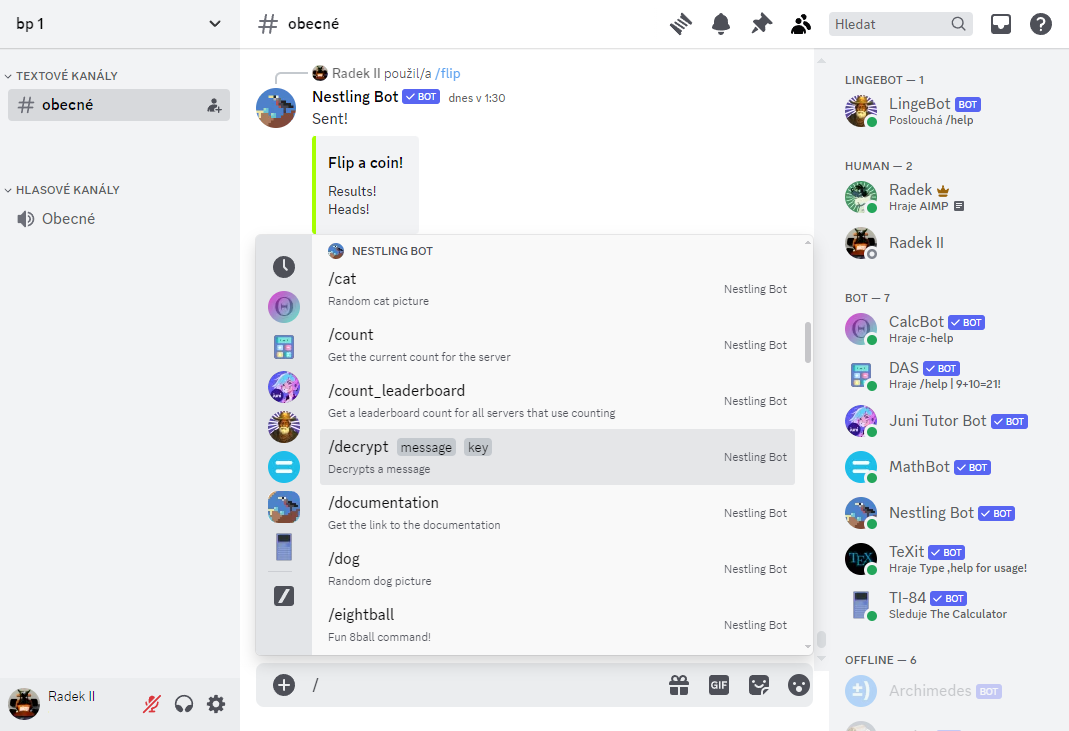 bp 1
TEXTOVÉ KANÁLY
obecné
HLASOVÉ KANÁLY
Obecné
Radek II
obecné
Hledat
Radek II použil/a /flip
Nestling Bot BOT dnes v 1:30
Sent!
Flip a coin!
Results!
Heads!
NESTLING BOT
/cat
Random cat picture
Nestling Bot
/count
Get the current count for the server
Nestling Bot
/count_leaderboard
Get a leaderboard count for all servers that use counting
Nestling Bot
/decrypt message key
Decrypts a message
Nestling Bot
/documentation
Get the link to the documentation
Nestling Bot
/dog
Random dog picture
Nestling Bot
/eightball
Fun 8ball command!
Nestling Bot
/
GIF
LINGEBOT — 1
LingeBot BOT
Poslouchá /help
HUMAN — 2
Radek
Hraje AIMP
Radek II
BOT — 7
CalcBot BOT
Hraje c-help
DAS BOT
Hraje /help | 9+10=21!
Juni Tutor Bot BOT
MathBot BOT
Nestling Bot BOT
TeXit BOT
Hraje Type ,help for usage!
TI-84 BOT
Sleduje The Calculator
OFFLINE — 6
Archimedes BOT